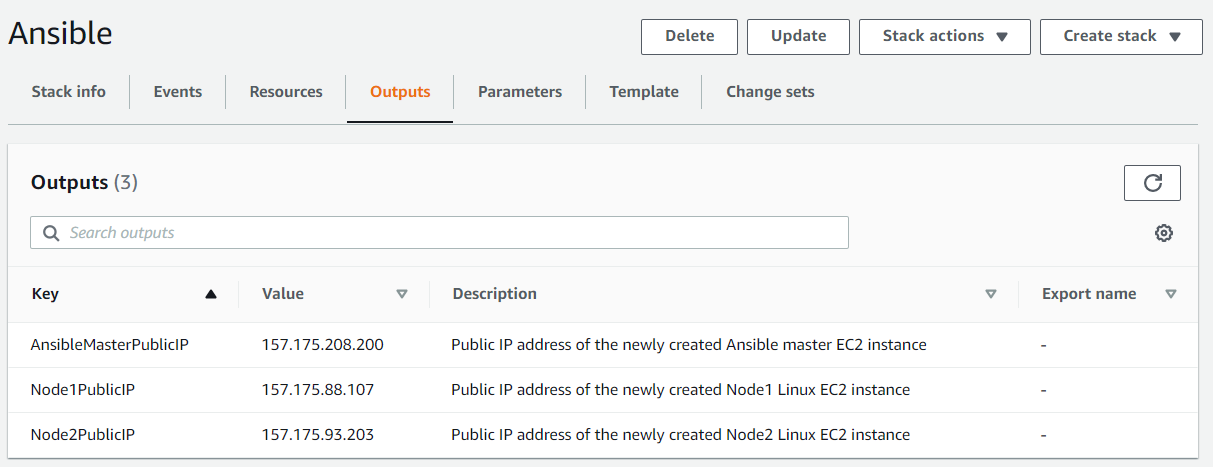 Ansible
Delete Update Stack actions Create stack
Stack info Events Resources Outputs Parameters Template Change sets
Outputs (3)
Search outputs
Key Value Description Export name
AnsibleMasterPublicIP 157.175.208.200 Public IP address of the newly created Ansible master EC2 instance -
Node1PublicIP 157.175.88.107 Public IP address of the newly created Node1 Linux EC2 instance -
Node2PublicIP 157.175.93.203 Public IP address of the newly created Node2 Linux EC2 instance -